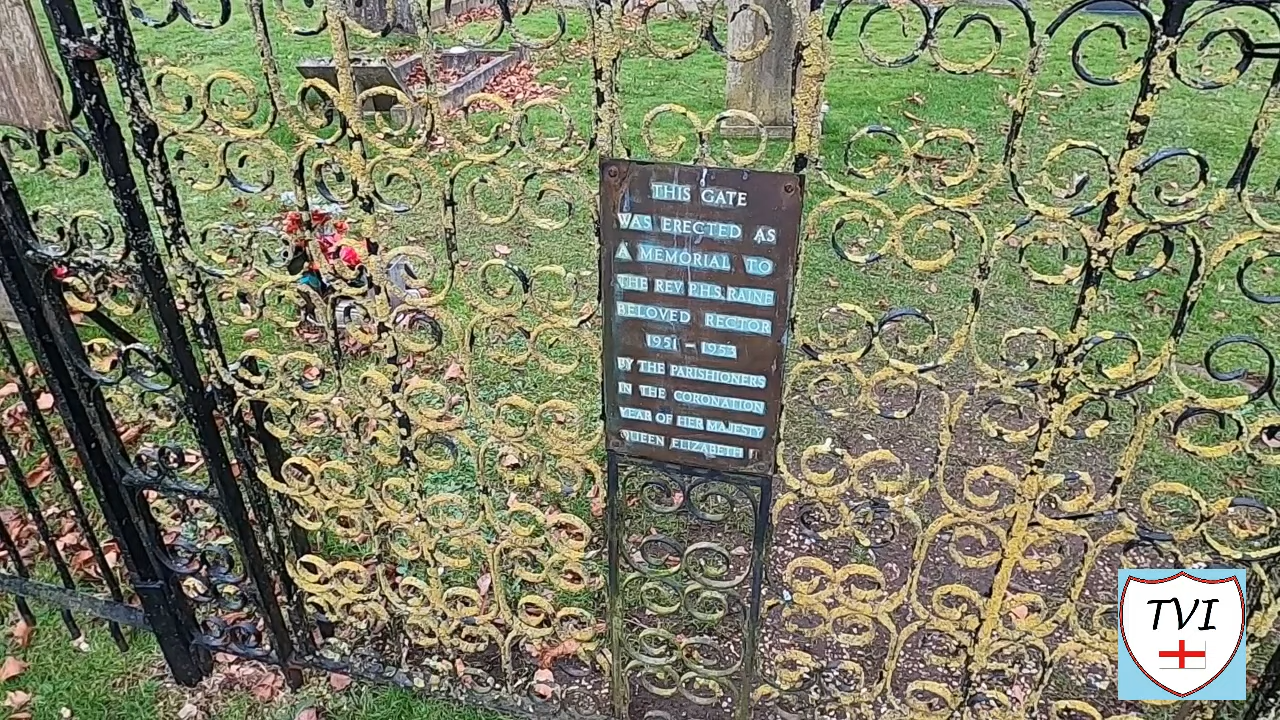 THIS GATE
WAS ERECTED AS
A MEMORIAL TO
THE REV P.H.S. RAINE
BELOVED RECTOR
1951 – 1953
BY THE PARISHIONERS
IN THE CORONATION
YEAR OF HER MAJESTY
QUEEN ELIZABETH II
TVI